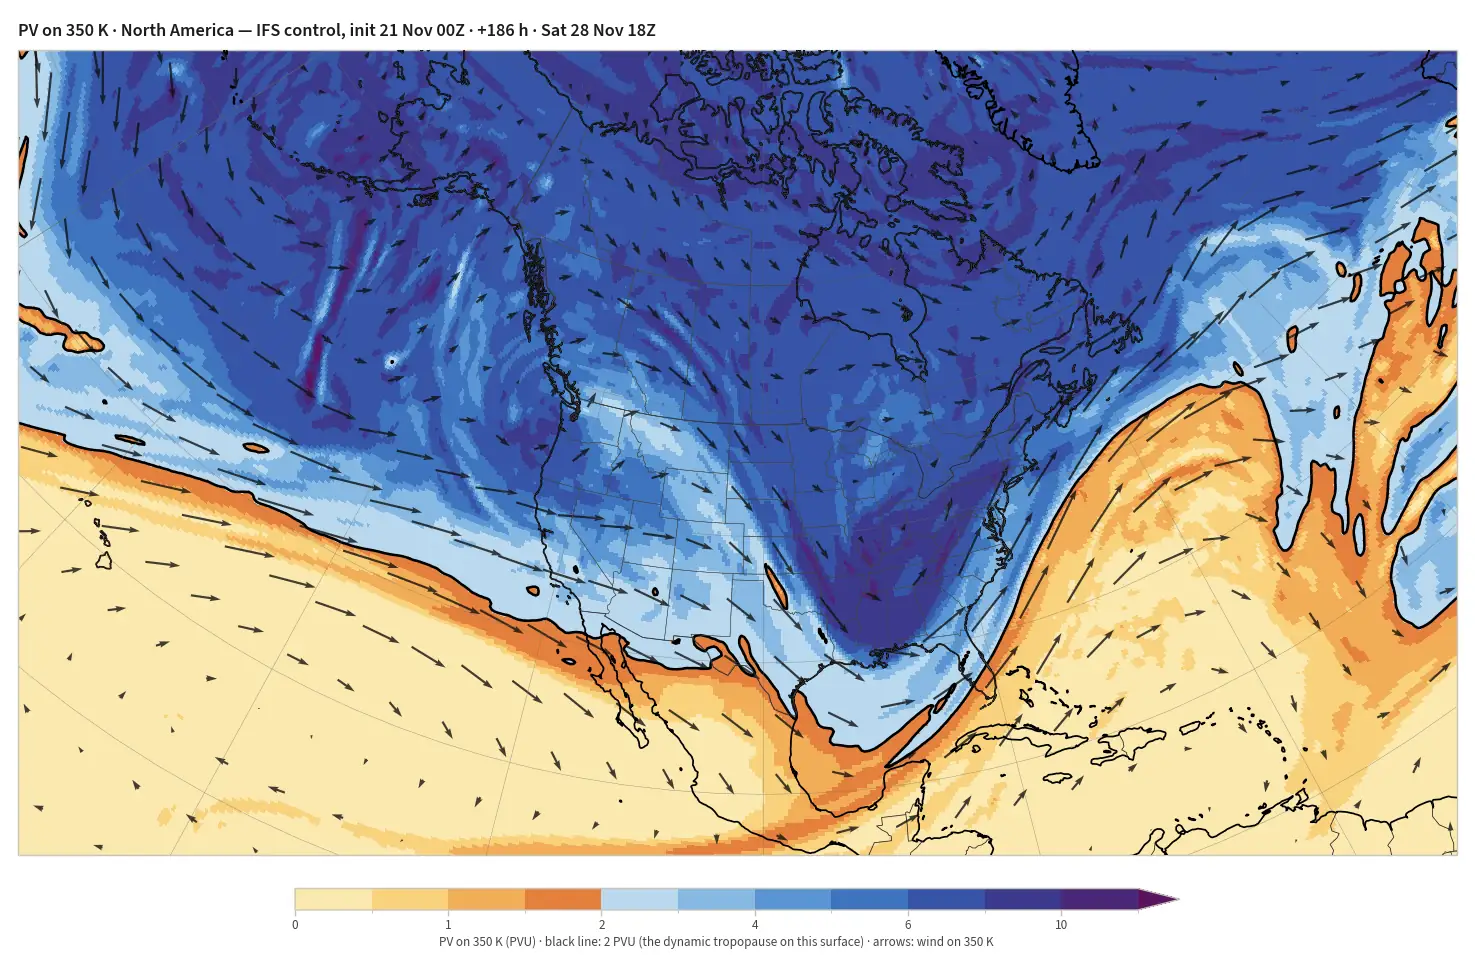 PV on 350 K · North America — IFS control, init 21 Nov 00Z · +186 h · Sat 28 Nov 18Z
0 1 2 4 6 10
PV on 350 K (PVU) · black line: 2 PVU (the dynamic tropopause on this surface) · arrows: wind on 350 K